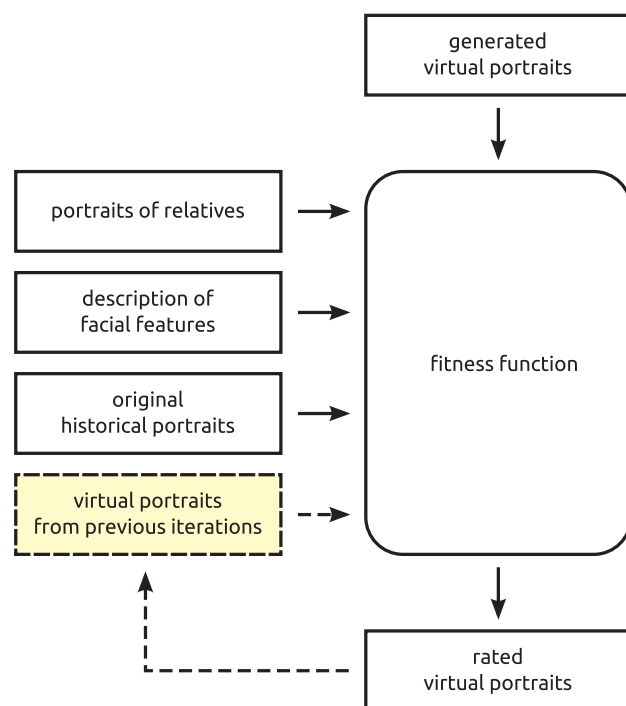 generated
virtual portraits
portraits of relatives
description of
facial features
original
historical portraits
virtual portraits
from previous iterations
fitness function
rated
virtual portraits